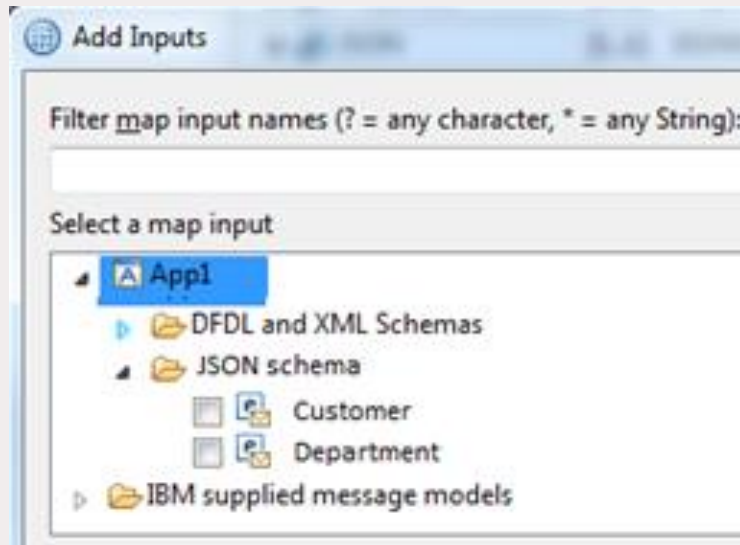 Add Inputs
Filter map input names (? = any character, * = any String):
Select a map input
App1
DFDL and XML Schemas
JSON schema
Customer
Department
IBM supplied message models